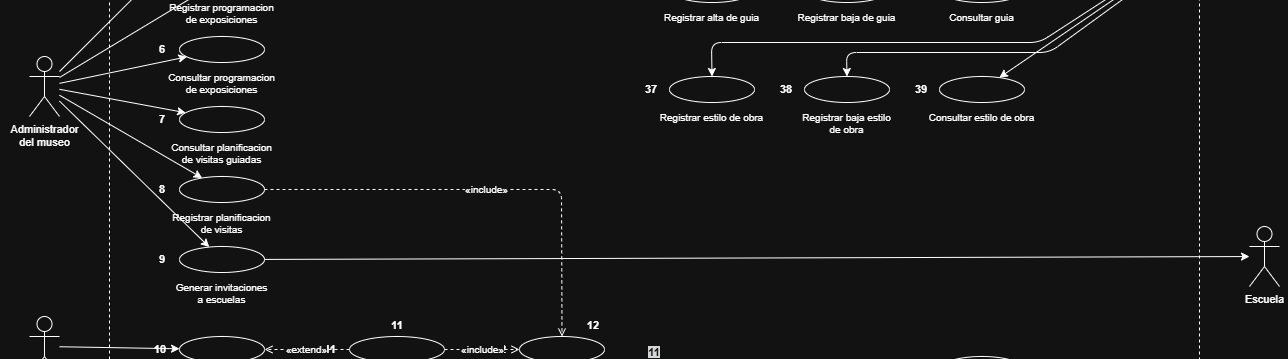 Registrar programacion
de exposiciones
Registrar alta de guia
Registrar baja de guia
Consultar guia
6
Consultar programacion
de exposiciones
37
38
39
Registrar estilo de obra
Registrar baja estilo
de obra
Consultar estilo de obra
Administrador
del museo
7
Consultar planificacion
de visitas guiadas
8
«include»
Registrar planificacion
de visitas
9
Generar invitaciones
a escuelas
Escuela
11
12
10
«extend»
«include»
11